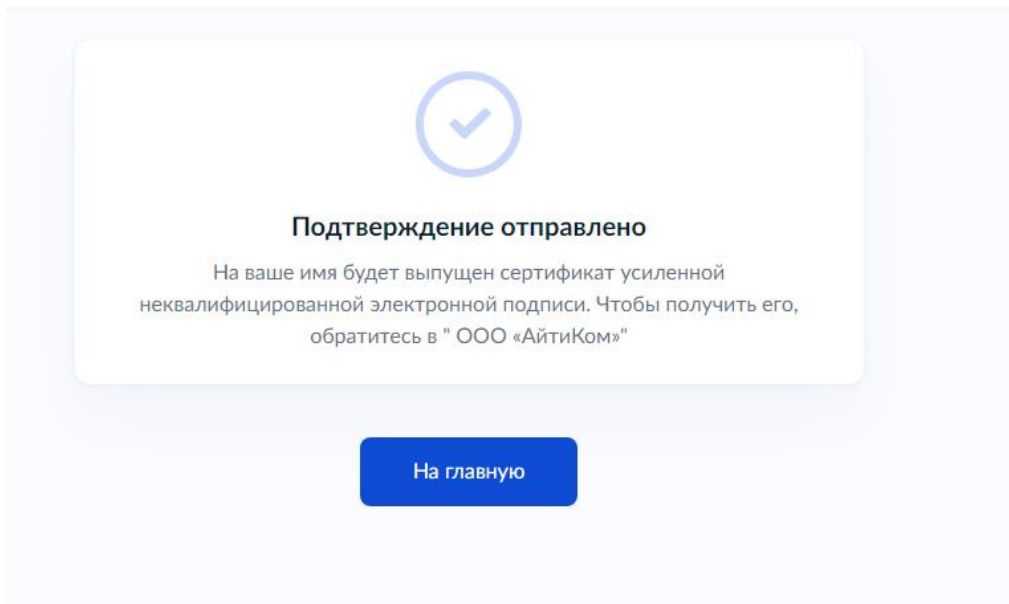 Подтверждение отправлено
На ваше имя будет выпущен сертификат усиленной
неквалифицированной электронной подписи. Чтобы получить его,
обратитесь в " ООО «АйтиКом»"
На главную